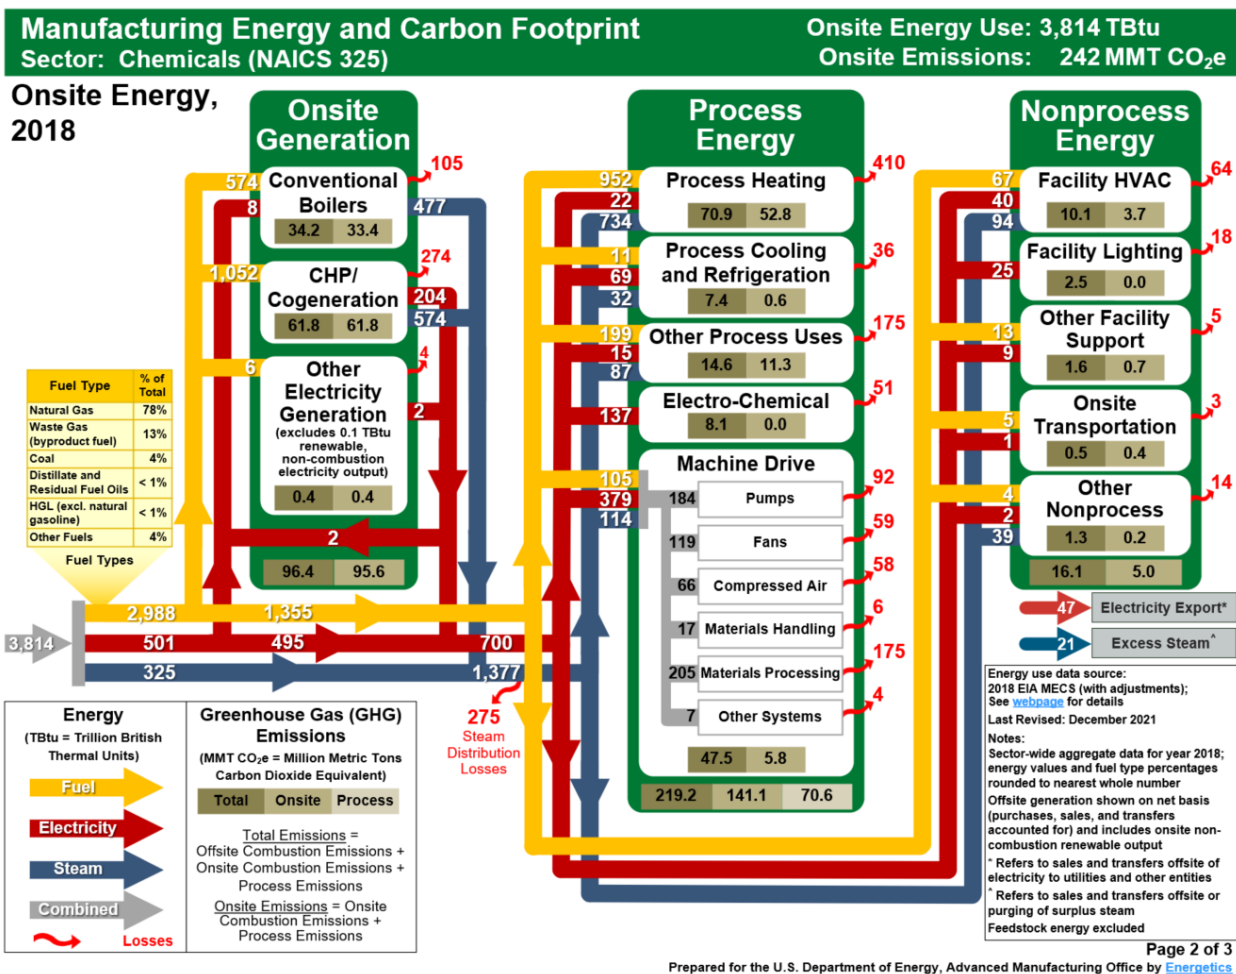 Manufacturing Energy and Carbon Footprint
Sector: Chemicals (NAICS 325)
Onsite Energy Use: 3,814 TBtu
Onsite Emissions: 242 MMT CO₂e
Onsite Energy,
2018
Onsite
Generation
574
8
Conventional
Boilers
34.2 33.4
105
477
1,052
CHP/
Cogeneration
61.8 61.8
274
204
574
6
Other
Electricity
Generation
(excludes 0.1 TBtu
renewable,
non-combustion
electricity output)
0.4 0.4
4
2
2
96.4 95.6
Fuel Type % of
Total
Natural Gas 78%
Waste Gas
(byproduct fuel) 13%
Coal 4%
Distillate and
Residual Fuel Oils < 1%
HGL (excl. natural
gasoline) < 1%
Other Fuels 4%
Fuel Types
3,814
2,988 1,355
501 495 700
325 1,377
275
Steam
Distribution
Losses
Process
Energy
952
22
734
Process Heating
70.9 52.8
410
11
69
32
Process Cooling
and Refrigeration
7.4 0.6
36
199
15
87
Other Process Uses
14.6 11.3
175
137
Electro-Chemical
8.1 0.0
51
105
379
114
Machine Drive
184 Pumps 92
119 Fans 59
66 Compressed Air 58
17 Materials Handling 6
205 Materials Processing 175
7 Other Systems 4
47.5 5.8
219.2 141.1 70.6
Nonprocess
Energy
67
40
94
Facility HVAC
10.1 3.7
64
25
Facility Lighting
2.5 0.0
18
13
9
Other Facility
Support
1.6 0.7
5
5
1
Onsite
Transportation
0.5 0.4
3
4
2
39
Other
Nonprocess
1.3 0.2
14
16.1 5.0
47 Electricity Export*
21 Excess Steam^
Energy
(TBtu = Trillion British
Thermal Units)
Fuel
Electricity
Steam
Combined
Losses
Greenhouse Gas (GHG)
Emissions
(MMT CO₂e = Million Metric Tons
Carbon Dioxide Equivalent)
Total Onsite Process
Total Emissions =
Offsite Combustion Emissions +
Onsite Combustion Emissions +
Process Emissions
Onsite Emissions = Onsite
Combustion Emissions +
Process Emissions
Energy use data source:
2018 EIA MECS (with adjustments);
See webpage for details
Last Revised: December 2021
Notes:
Sector-wide aggregate data for year 2018;
energy values and fuel type percentages
rounded to nearest whole number
Offsite generation shown on net basis
(purchases, sales, and transfers
accounted for) and includes onsite non-
combustion renewable output
* Refers to sales and transfers offsite of
electricity to utilities and other entities
^ Refers to sales and transfers offsite or
purging of surplus steam
Feedstock energy excluded
Page 2 of 3
Prepared for the U.S. Department of Energy, Advanced Manufacturing Office by Energetics